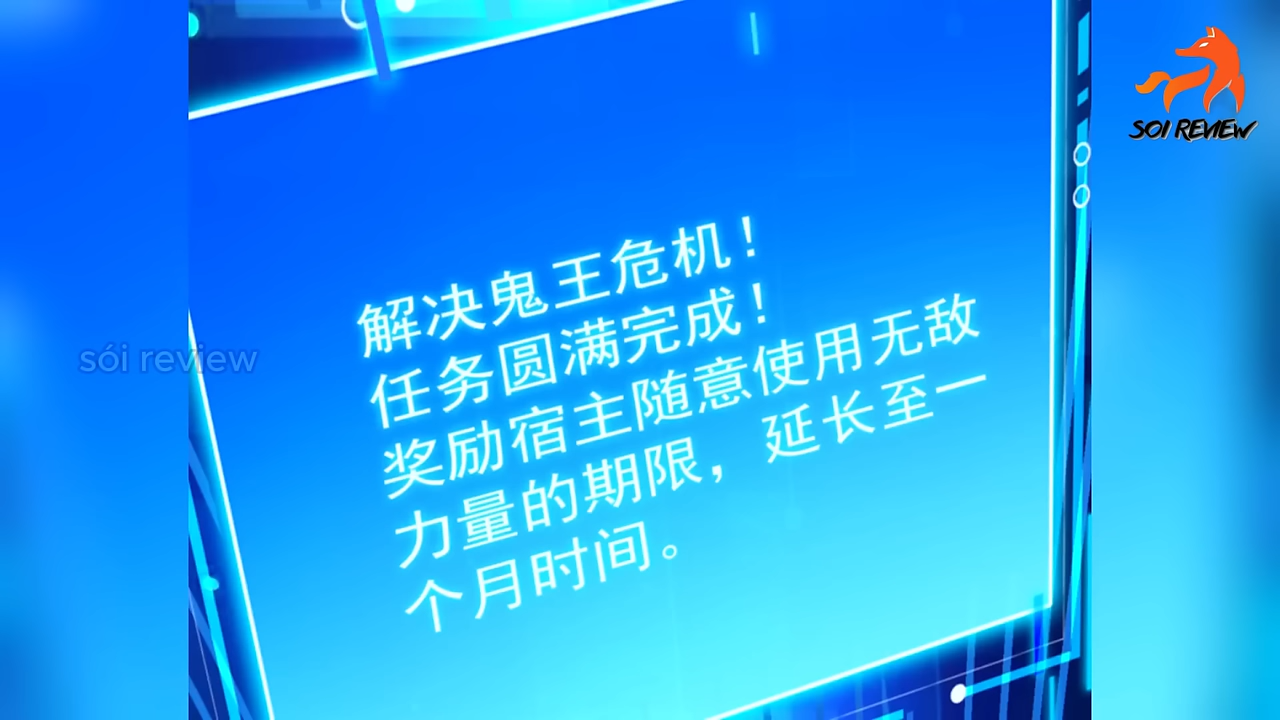 SOI REVIEW
解决鬼王危机！
任务圆满完成！
奖励宿主随意使用无敌
力量的期限，延长至一
个月时间。
sói review